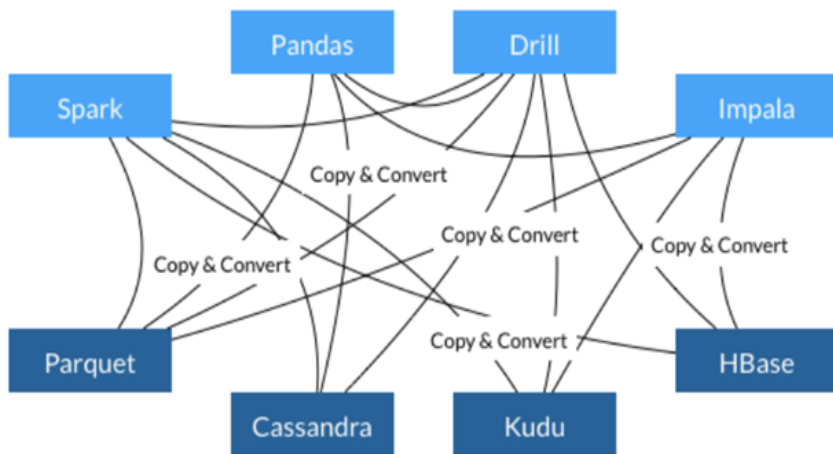 Pandas
Drill
Spark
Impala
Copy & Convert
Copy & Convert
Copy & Convert
Copy & Convert
Copy & Convert
Parquet
HBase
Cassandra
Kudu